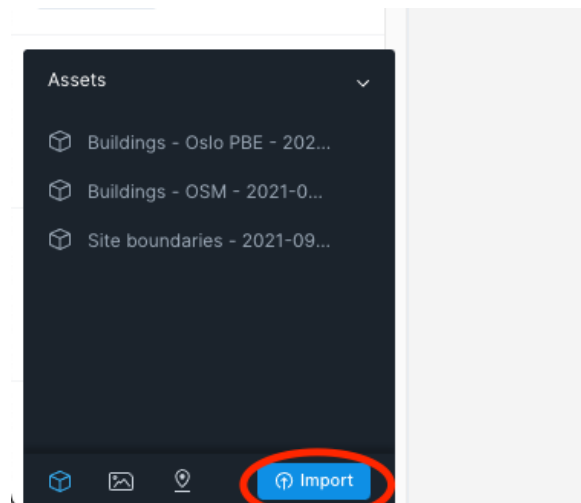 Assets
Buildings - Oslo PBE - 202...
Buildings - OSM - 2021-0...
Site boundaries - 2021-09...
Import